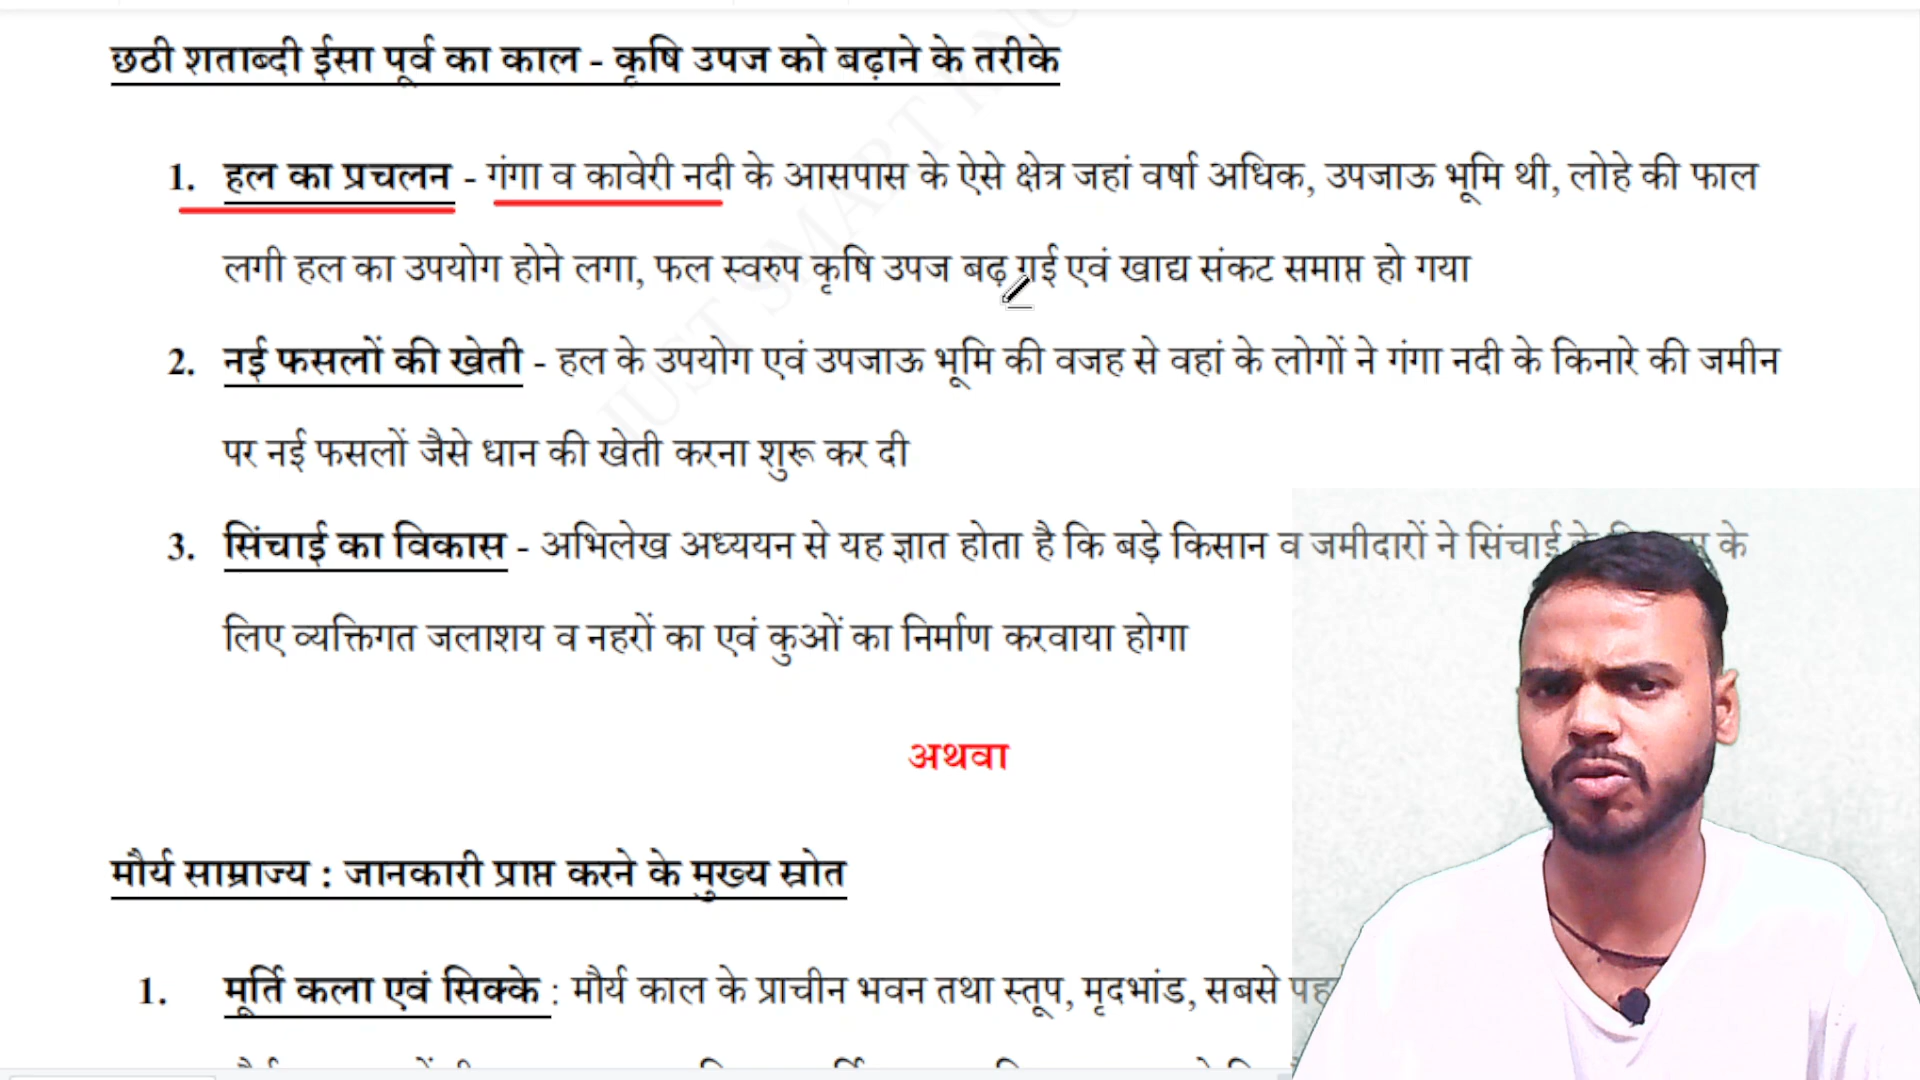 छठी शताब्दी ईसा पूर्व का काल - कृषि उपज को बढ़ाने के तरीके
1. हल का प्रचलन - गंगा व कावेरी नदी के आसपास के ऐसे क्षेत्र जहां वर्षा अधिक, उपजाऊ भूमि थी, लोहे की फाल
लगी हल का उपयोग होने लगा, फल स्वरुप कृषि उपज बढ़ गई एवं खाद्य संकट समाप्त हो गया
2. नई फसलों की खेती - हल के उपयोग एवं उपजाऊ भूमि की वजह से वहां के लोगों ने गंगा नदी के किनारे की जमीन
पर नई फसलों जैसे धान की खेती करना शुरू कर दी
3. सिंचाई का विकास - अभिलेख अध्ययन से यह ज्ञात होता है कि बड़े किसान व जमीदारों ने सिंचाई के के
लिए व्यक्तिगत जलाशय व नहरों का एवं कुओं का निर्माण करवाया होगा
अथवा
मौर्य साम्राज्य : जानकारी प्राप्त करने के मुख्य स्रोत
1. मूर्ति कला एवं सिक्के : मौर्य काल के प्राचीन भवन तथा स्तूप, मृदभांड, सबसे
JUST SMART